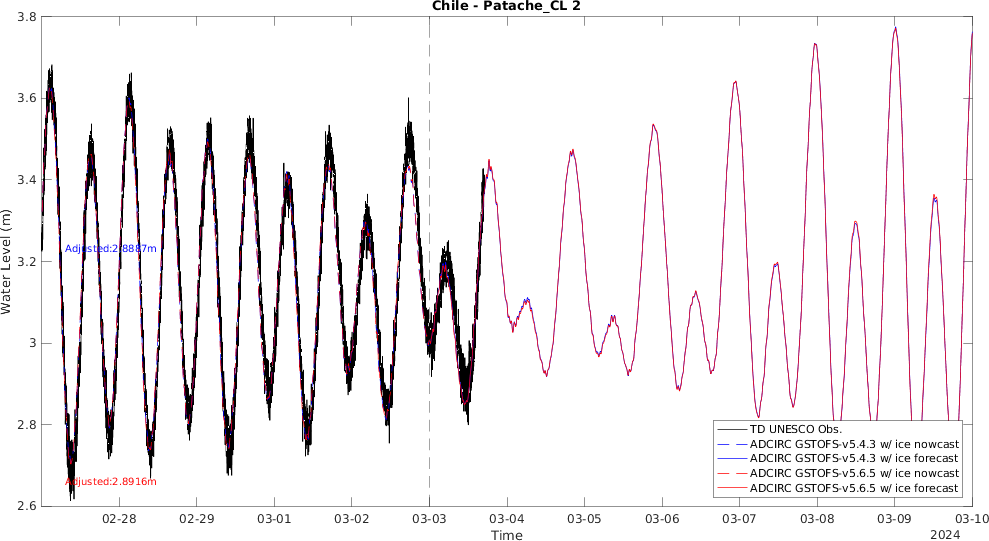 Chile - Patache_CL 2
3.8
3.6
3.4
3.2
3
2.8
2.6
Water Level (m)
Adjusted:2.8887m
Adjusted:2.8916m
TD UNESCO Obs.
ADCIRC GSTOFS-v5.4.3 w/ ice nowcast
ADCIRC GSTOFS-v5.4.3 w/ ice forecast
ADCIRC GSTOFS-v5.6.5 w/ ice nowcast
ADCIRC GSTOFS-v5.6.5 w/ ice forecast
02-28 02-29 03-01 03-02 03-03 03-04 03-05 03-06 03-07 03-08 03-09 03-10
Time
2024